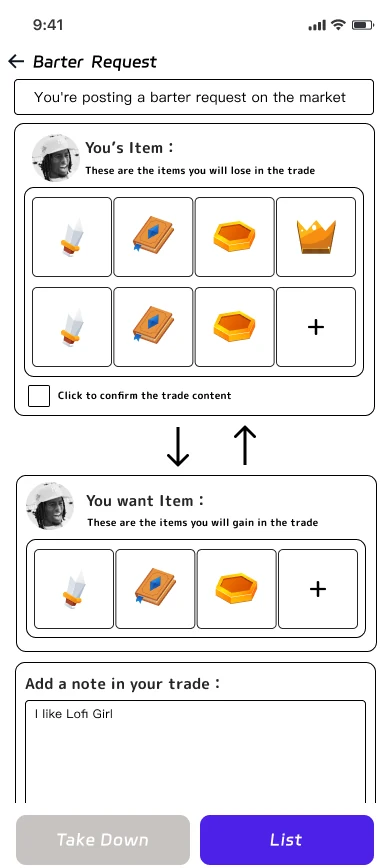 9:41
Barter Request
You're posting a barter request on the market
You’s Item：
These are the items you will lose in the trade
+
Click to confirm the trade content
You want Item：
These are the items you will gain in the trade
+
Add a note in your trade：
I like Lofi Girl
Take Down
List